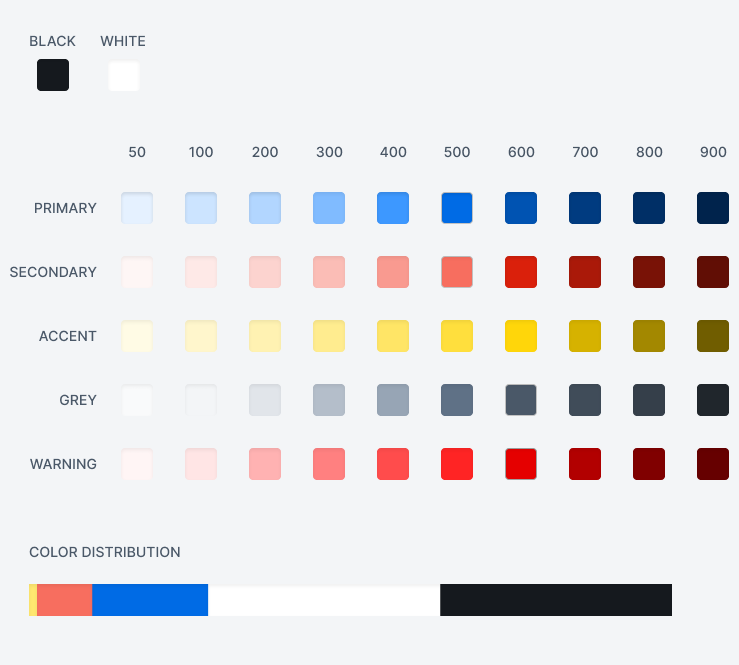 BLACK WHITE
50 100 200 300 400 500 600 700 800 900
PRIMARY
SECONDARY
ACCENT
GREY
WARNING
COLOR DISTRIBUTION